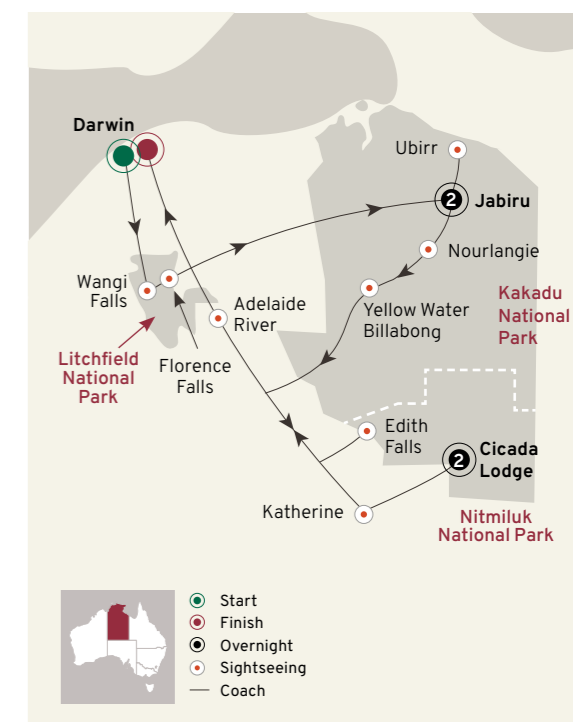 Darwin
Ubirr
2
Jabiru
Nourlangie
Wangi
Falls
Adelaide
River
Yellow Water
Billabong
Kakadu
National
Park
Litchfield
National
Park
Florence
Falls
Edith
Falls
2
Cicada
Lodge
Katherine
Nitmiluk
National Park
Start
Finish
Overnight
Sightseeing
Coach